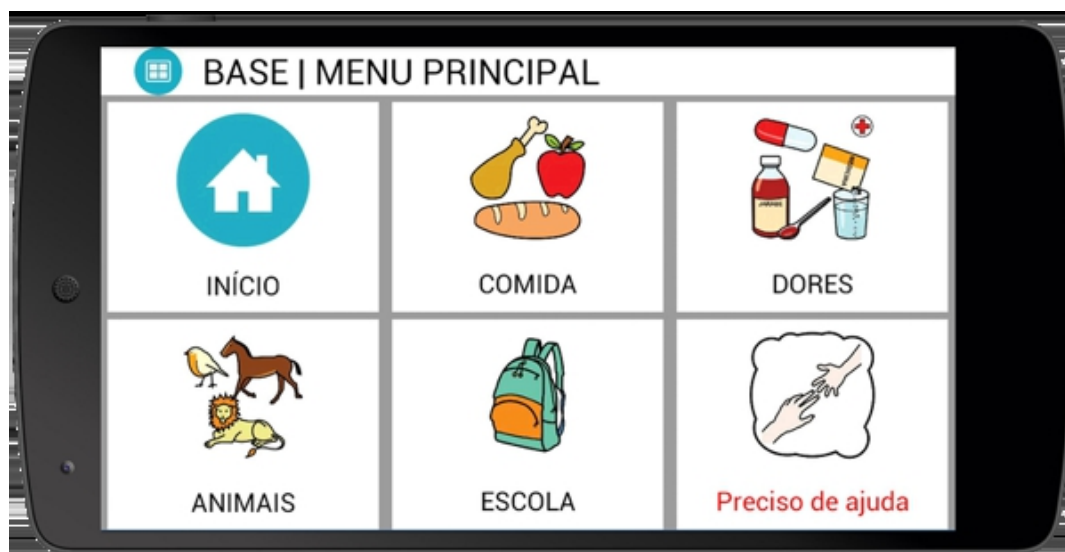 BASE | MENU PRINCIPAL
INÍCIO
COMIDA
DORES
ANIMAIS
ESCOLA
Preciso de ajuda